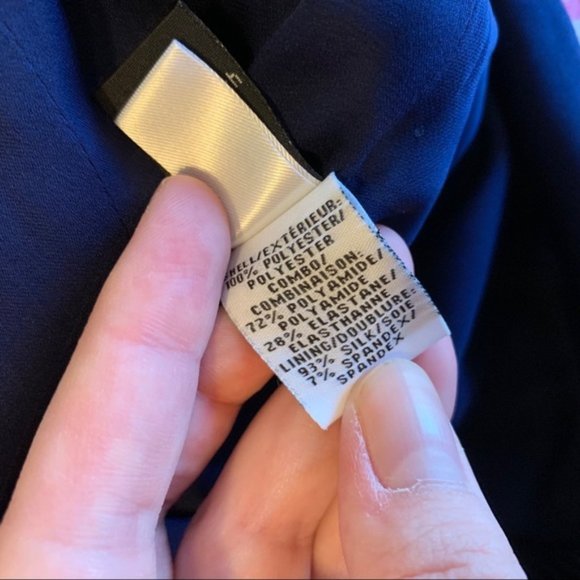 SHELL/EXTÉRIEUR:
100% POLYESTER/
POLYESTER
COMBO/
COMBINAISON:
72% POLYAMIDE/
POLYAMIDE
28% ELASTANE/
ELASTHANNE
LINING/DOUBLURE:
93% SILK/SOIE
7% SPANDEX/
SPANDEX